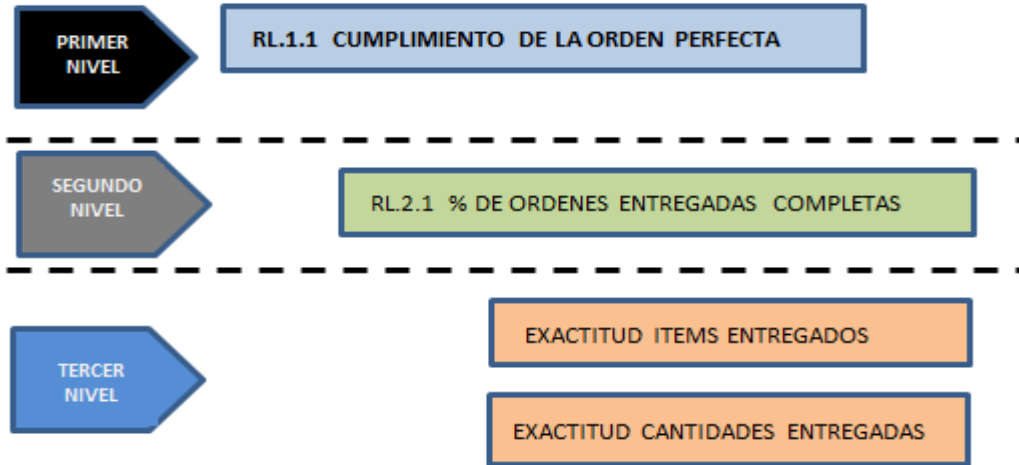 PRIMER
NIVEL
RL.1.1 CUMPLIMIENTO DE LA ORDEN PERFECTA
SEGUNDO
NIVEL
RL.2.1 % DE ORDENES ENTREGADAS COMPLETAS
TERCER
NIVEL
EXACTITUD ITEMS ENTREGADOS
EXACTITUD CANTIDADES ENTREGADAS